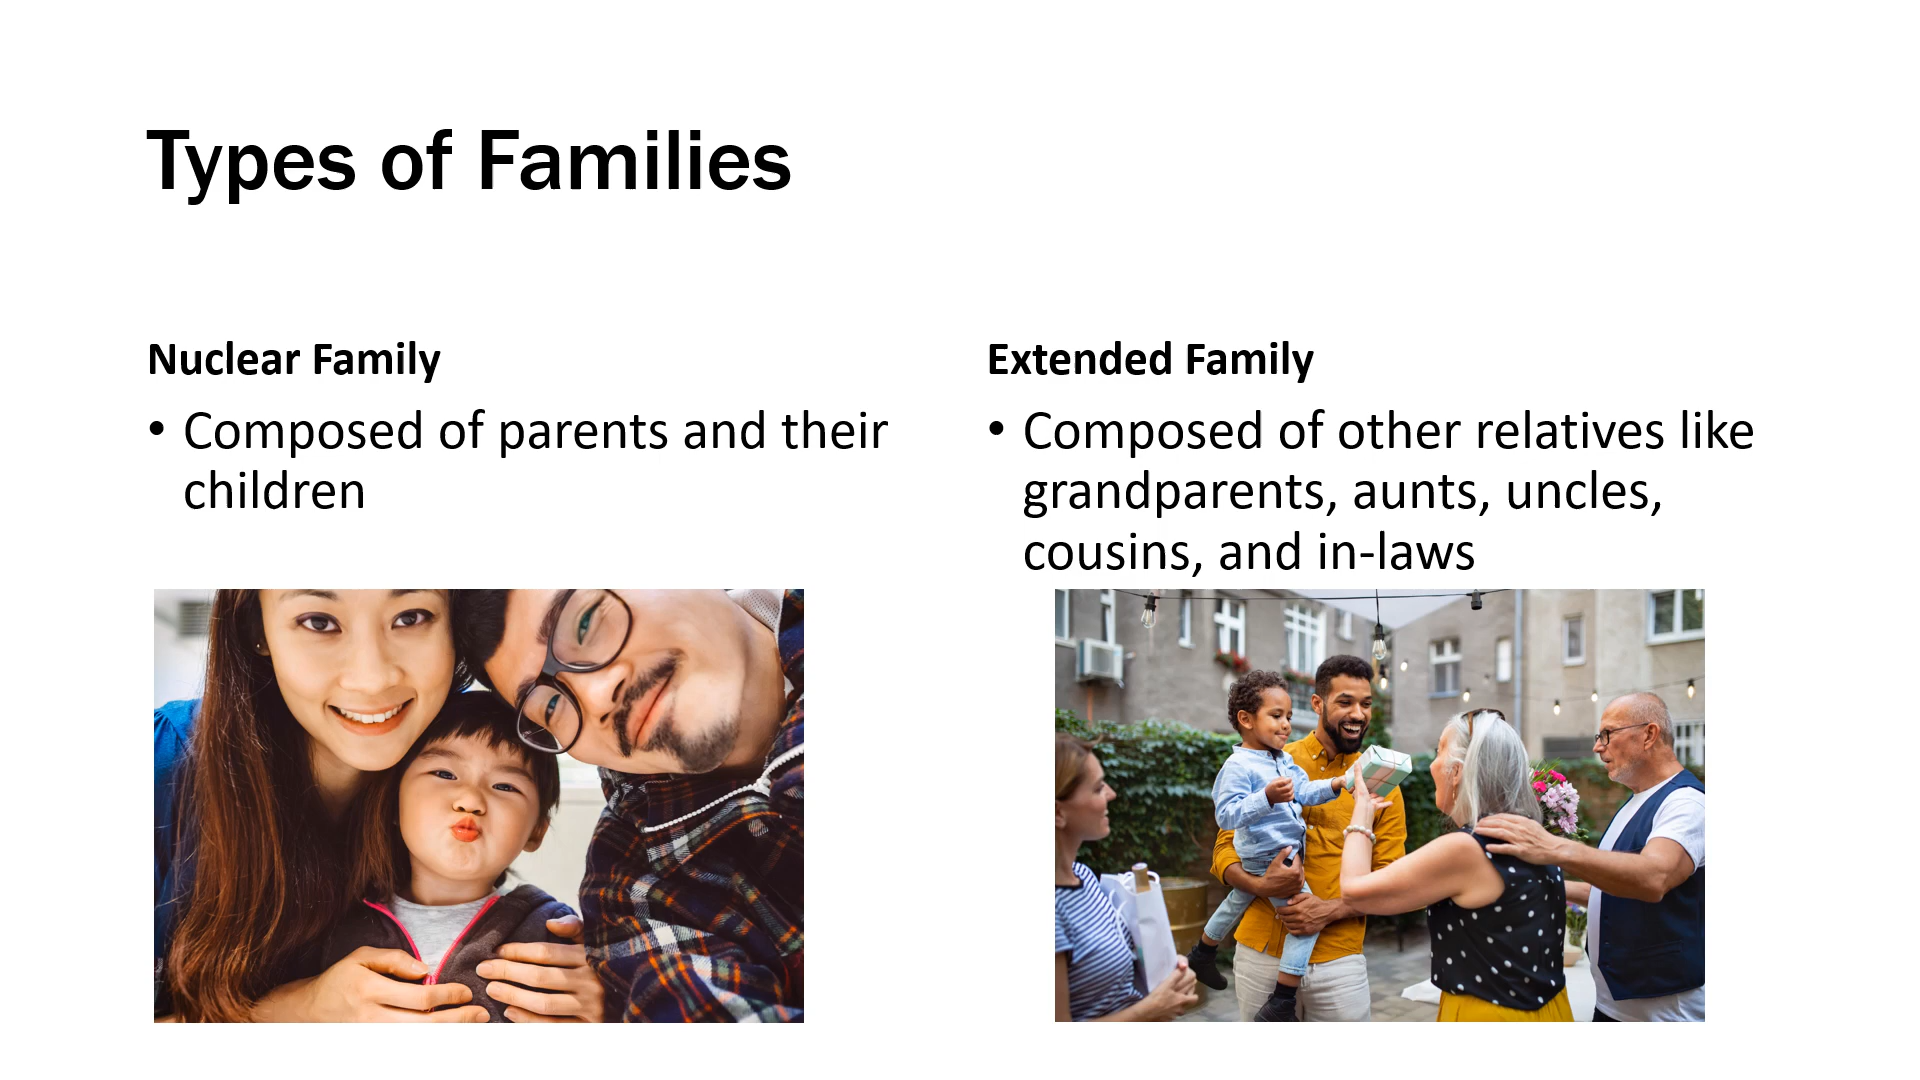 Types of Families
Nuclear Family
• Composed of parents and their
children
Extended Family
• Composed of other relatives like
grandparents, aunts, uncles,
cousins, and in-laws